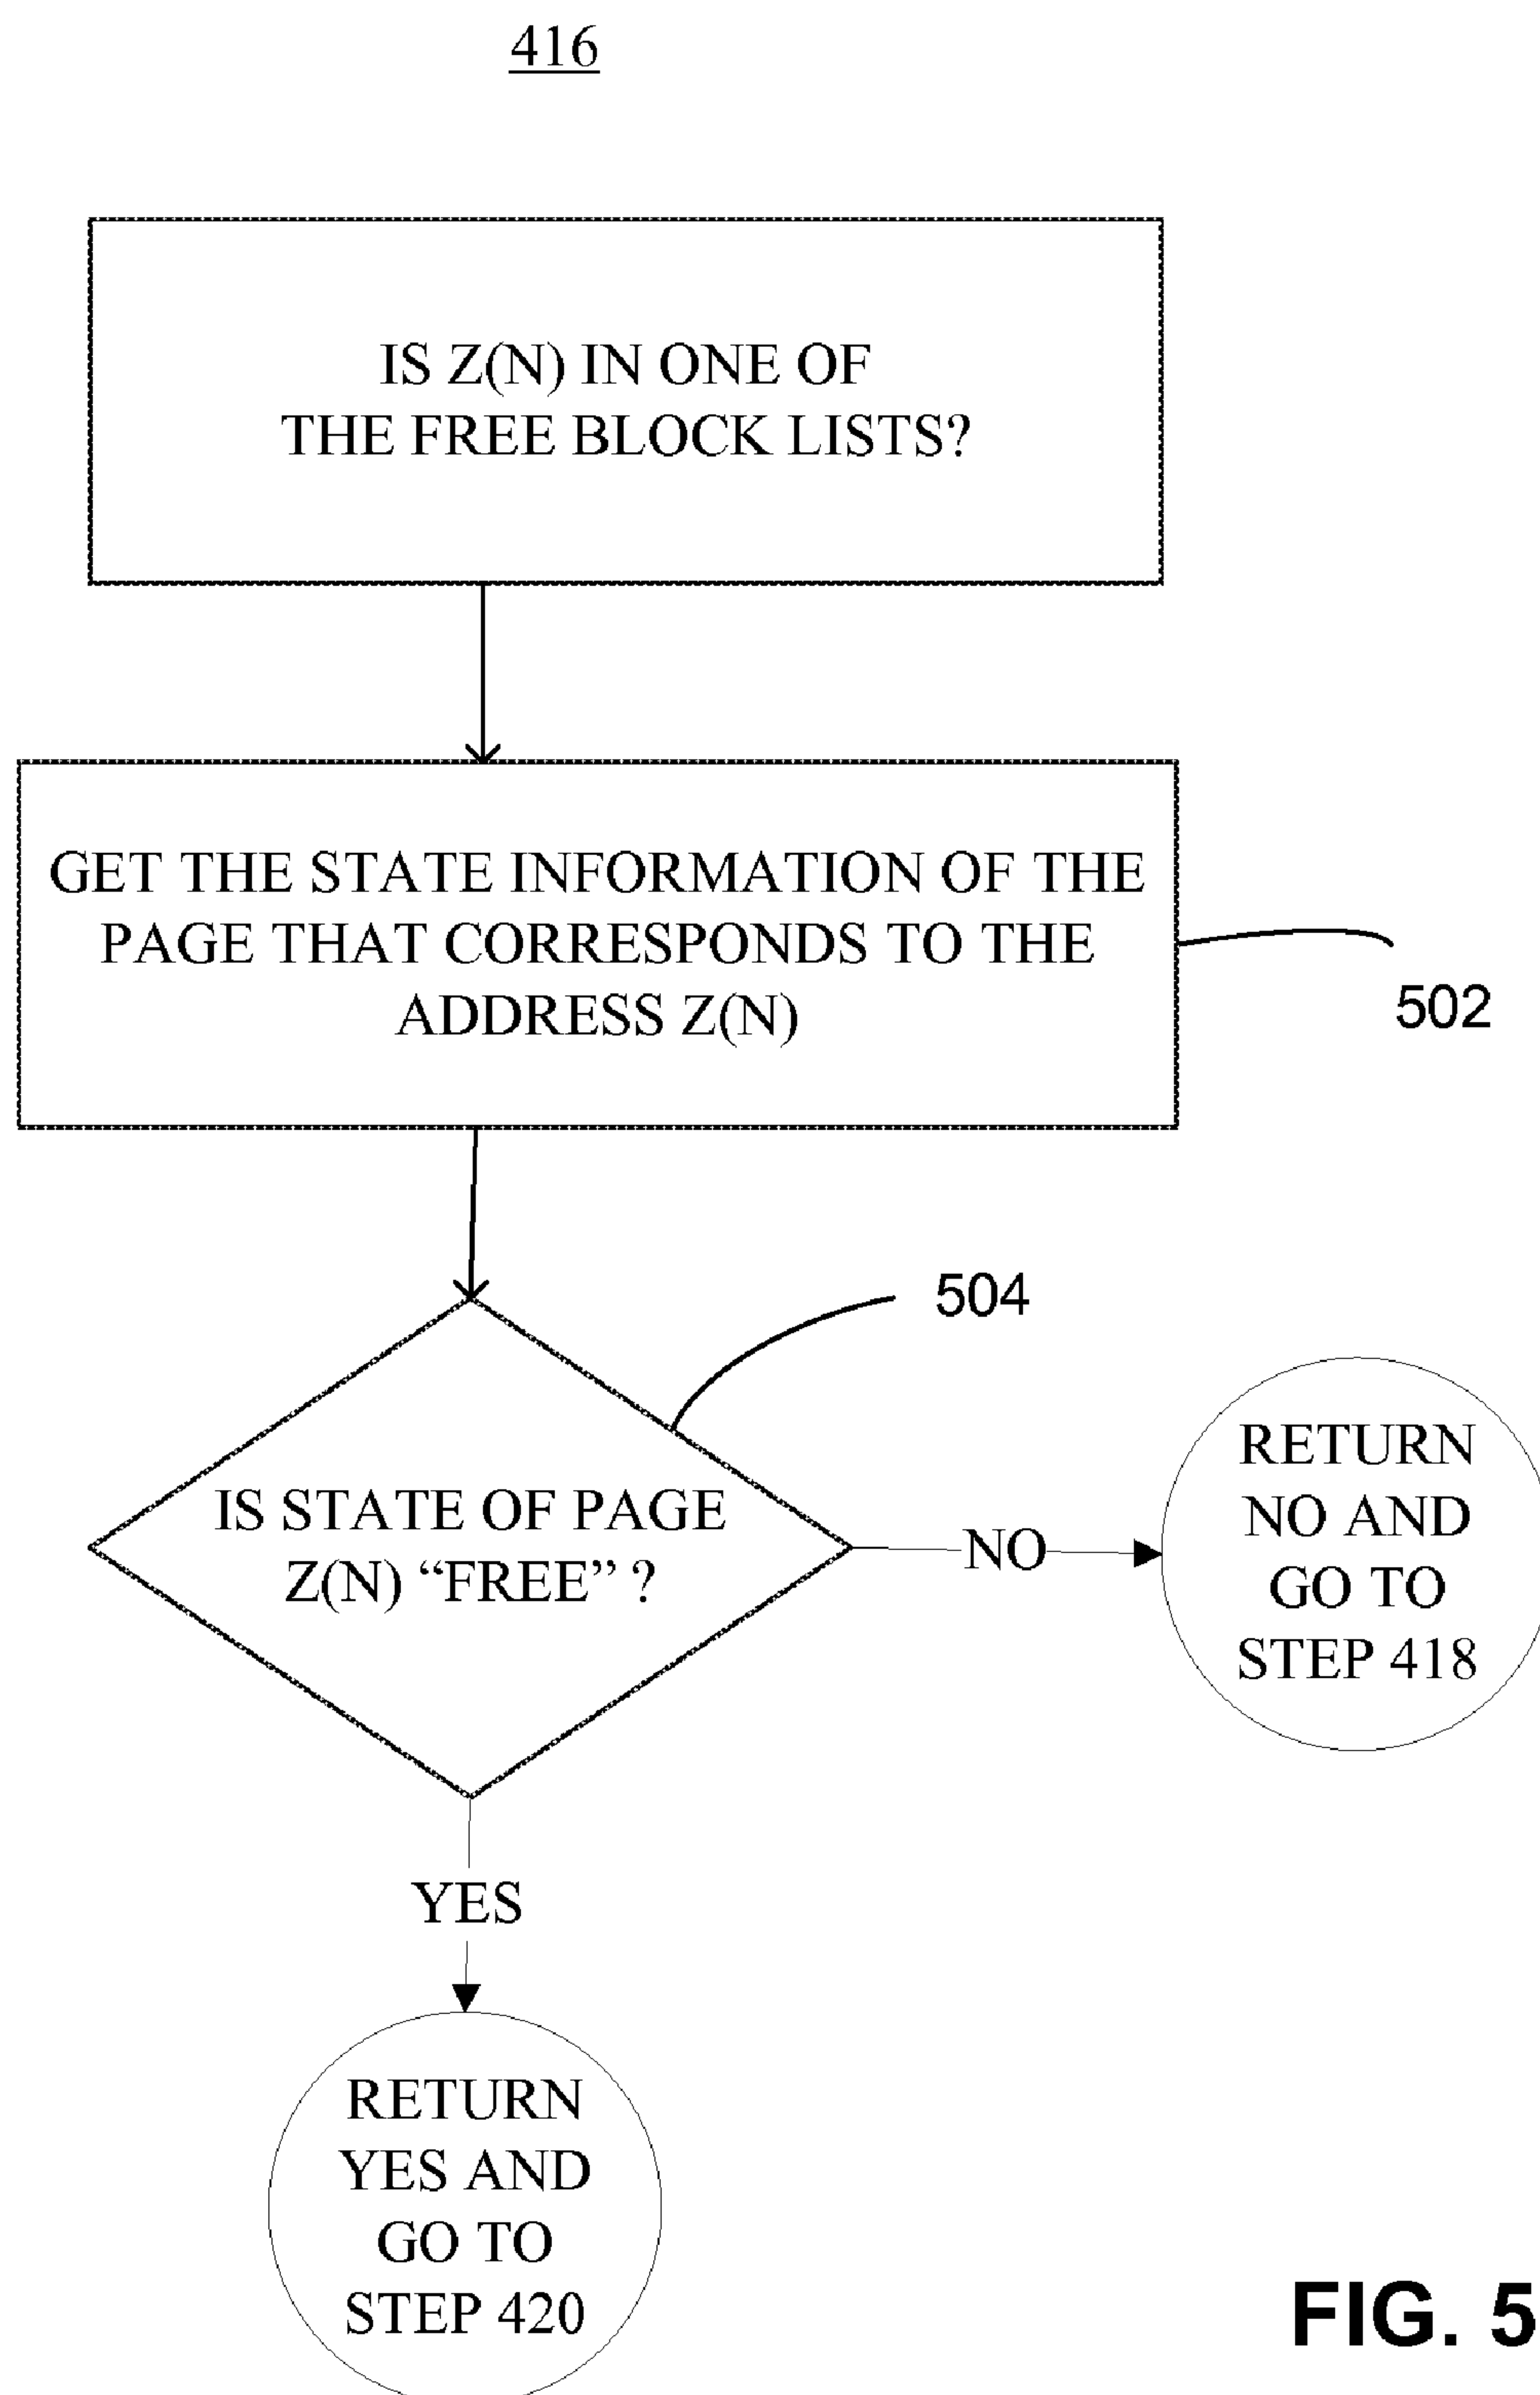 416
IS Z(N) IN ONE OF
THE FREE BLOCK LISTS?
GET THE STATE INFORMATION OF THE
PAGE THAT CORRESPONDS TO THE
ADDRESS Z(N)
502
504
IS STATE OF PAGE
Z(N) “FREE” ?
NO
RETURN
NO AND
GO TO
STEP 418
YES
RETURN
YES AND
GO TO
STEP 420
FIG. 5